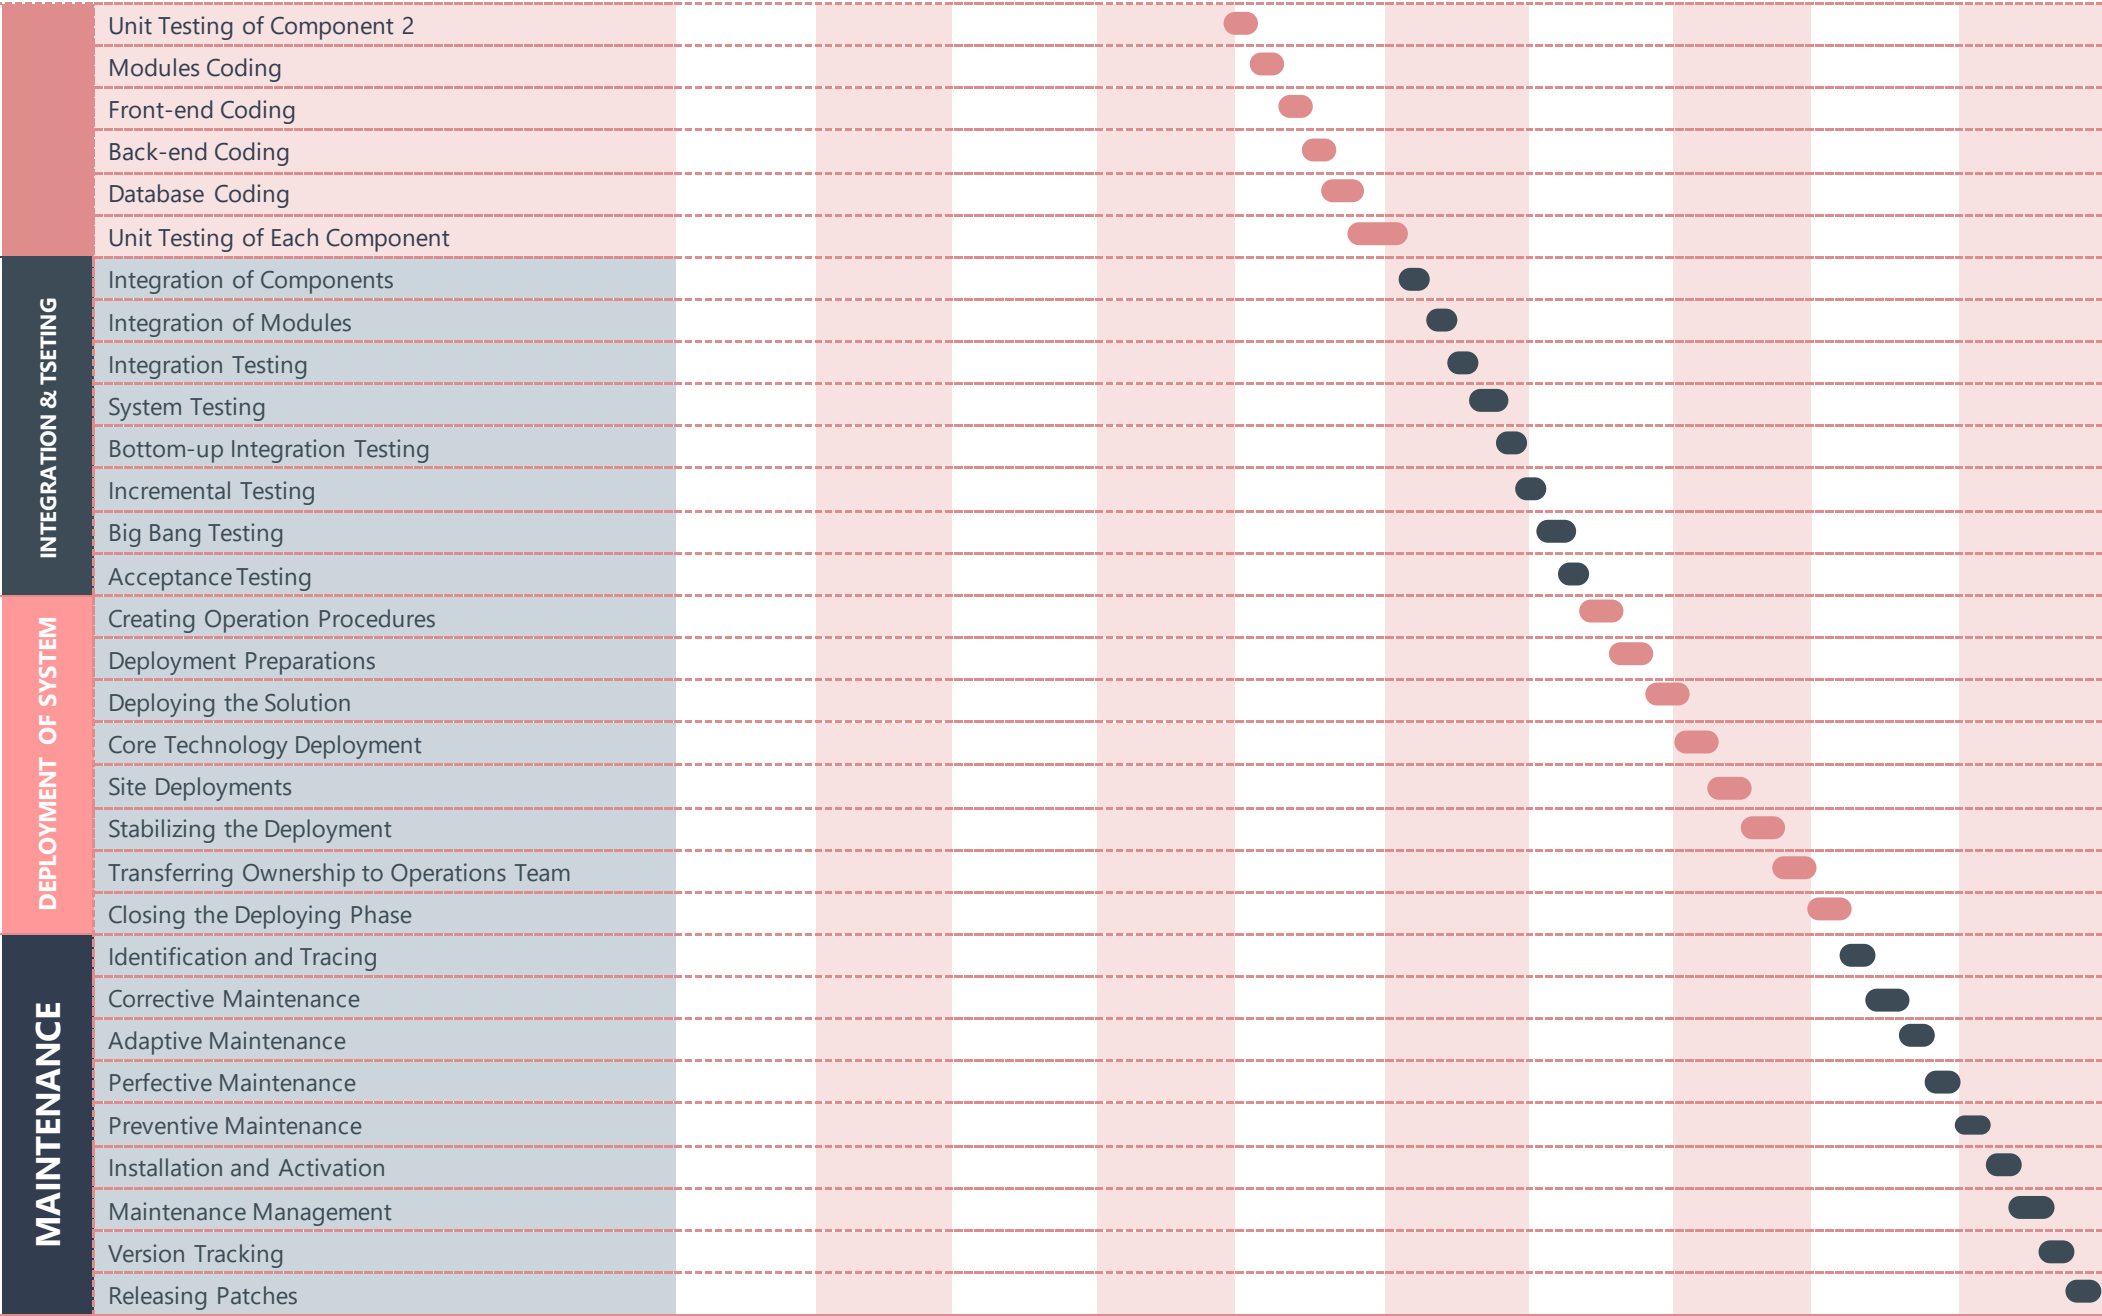 Unit Testing of Component 2
Modules Coding
Front-end Coding
Back-end Coding
Database Coding
Unit Testing of Each Component
INTEGRATION & TSETING
Integration of Components
Integration of Modules
Integration Testing
System Testing
Bottom-up Integration Testing
Incremental Testing
Big Bang Testing
Acceptance Testing
DEPLOYMENT OF SYSTEM
Creating Operation Procedures
Deployment Preparations
Deploying the Solution
Core Technology Deployment
Site Deployments
Stabilizing the Deployment
Transferring Ownership to Operations Team
Closing the Deploying Phase
MAINTENANCE
Identification and Tracing
Corrective Maintenance
Adaptive Maintenance
Perfective Maintenance
Preventive Maintenance
Installation and Activation
Maintenance Management
Version Tracking
Releasing Patches